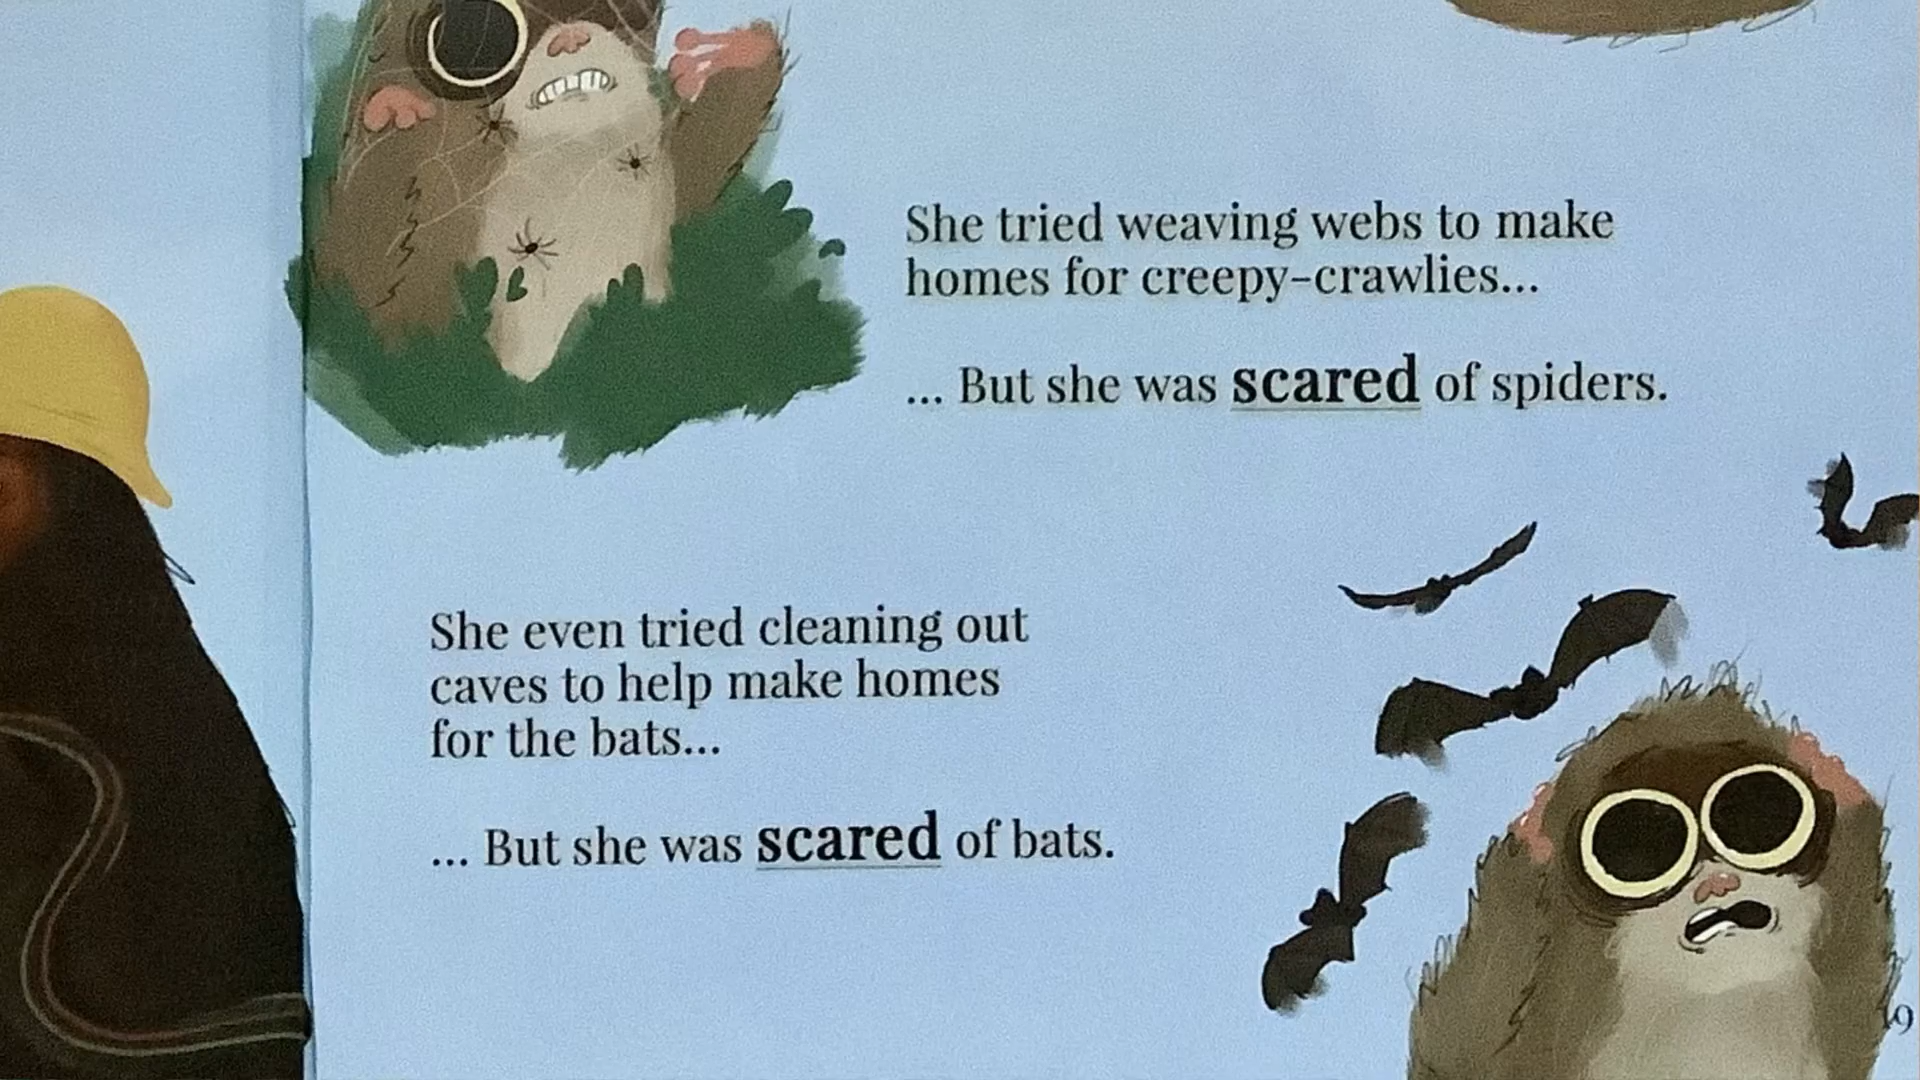 She tried weaving webs to make
homes for creepy-crawlies...
... But she was scared of spiders.
She even tried cleaning out
caves to help make homes
for the bats...
... But she was scared of bats.